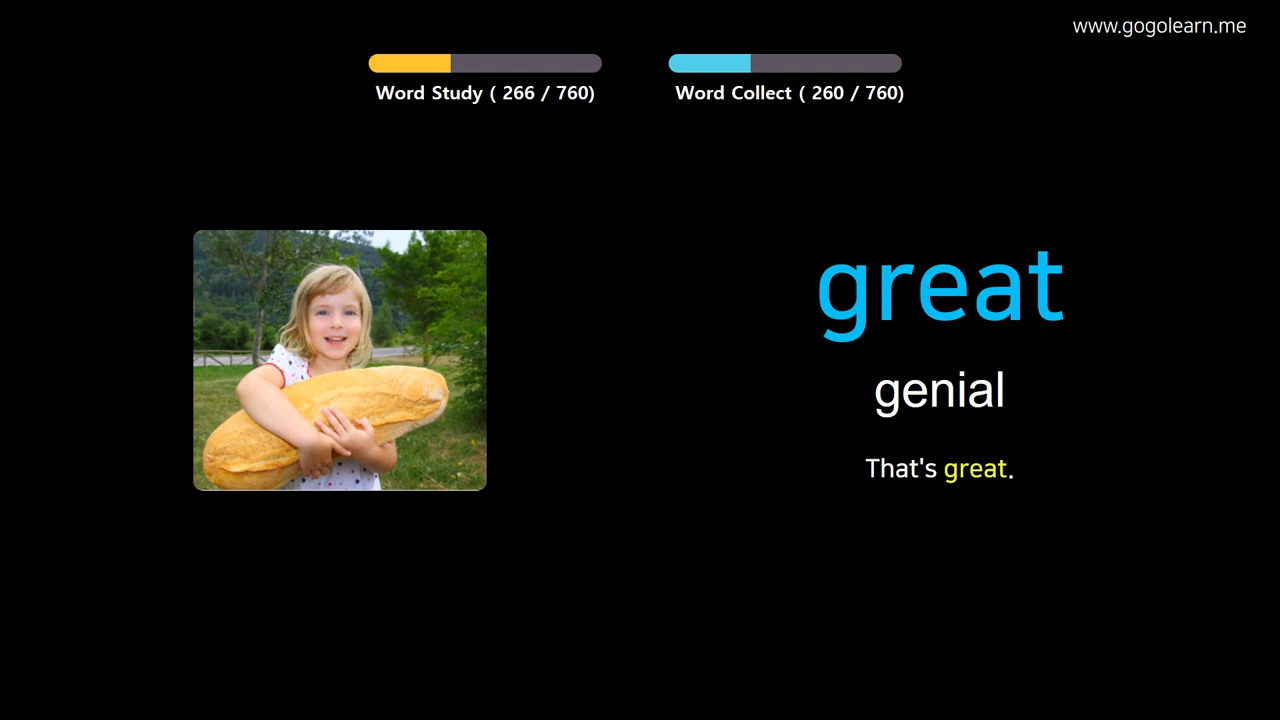 www.gogolearn.me
Word Study ( 266 / 760)
Word Collect ( 260 / 760)
great
genial
That's great.